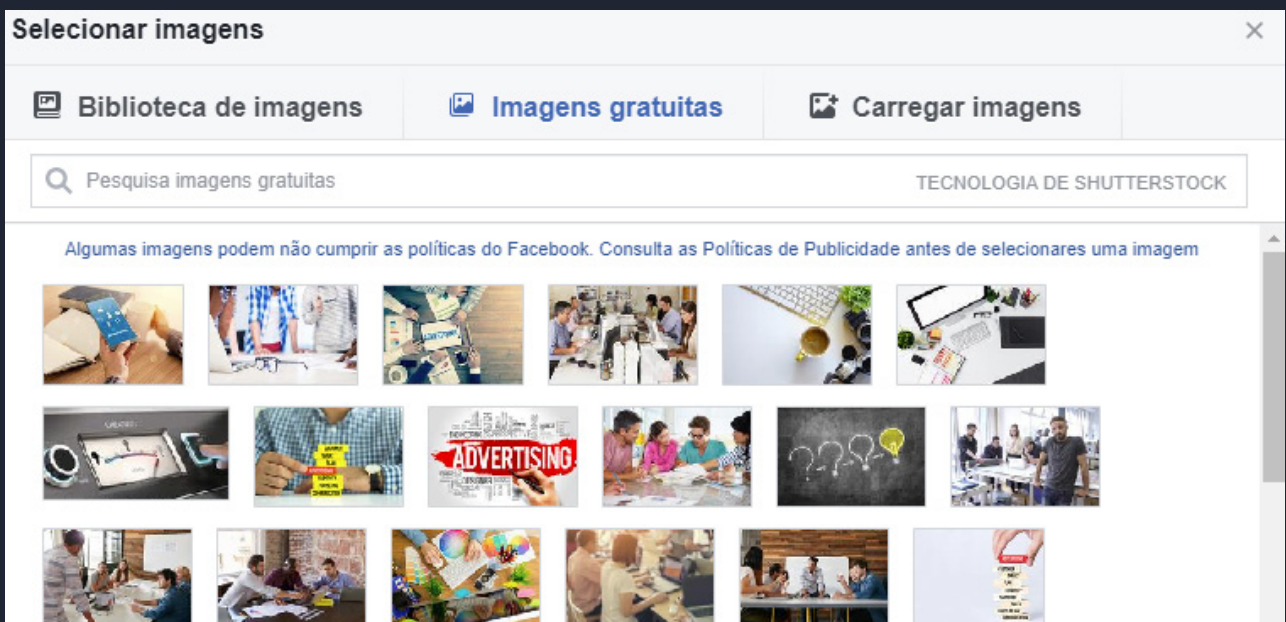 Selecionar imagens
Biblioteca de imagens
Imagens gratuitas
Carregar imagens
Pesquisa imagens gratuitas
TECNOLOGIA DE SHUTTERSTOCK
Algumas imagens podem não cumprir as políticas do Facebook. Consulta as Políticas de Publicidade antes de selecionares uma imagem
ADVERTISING